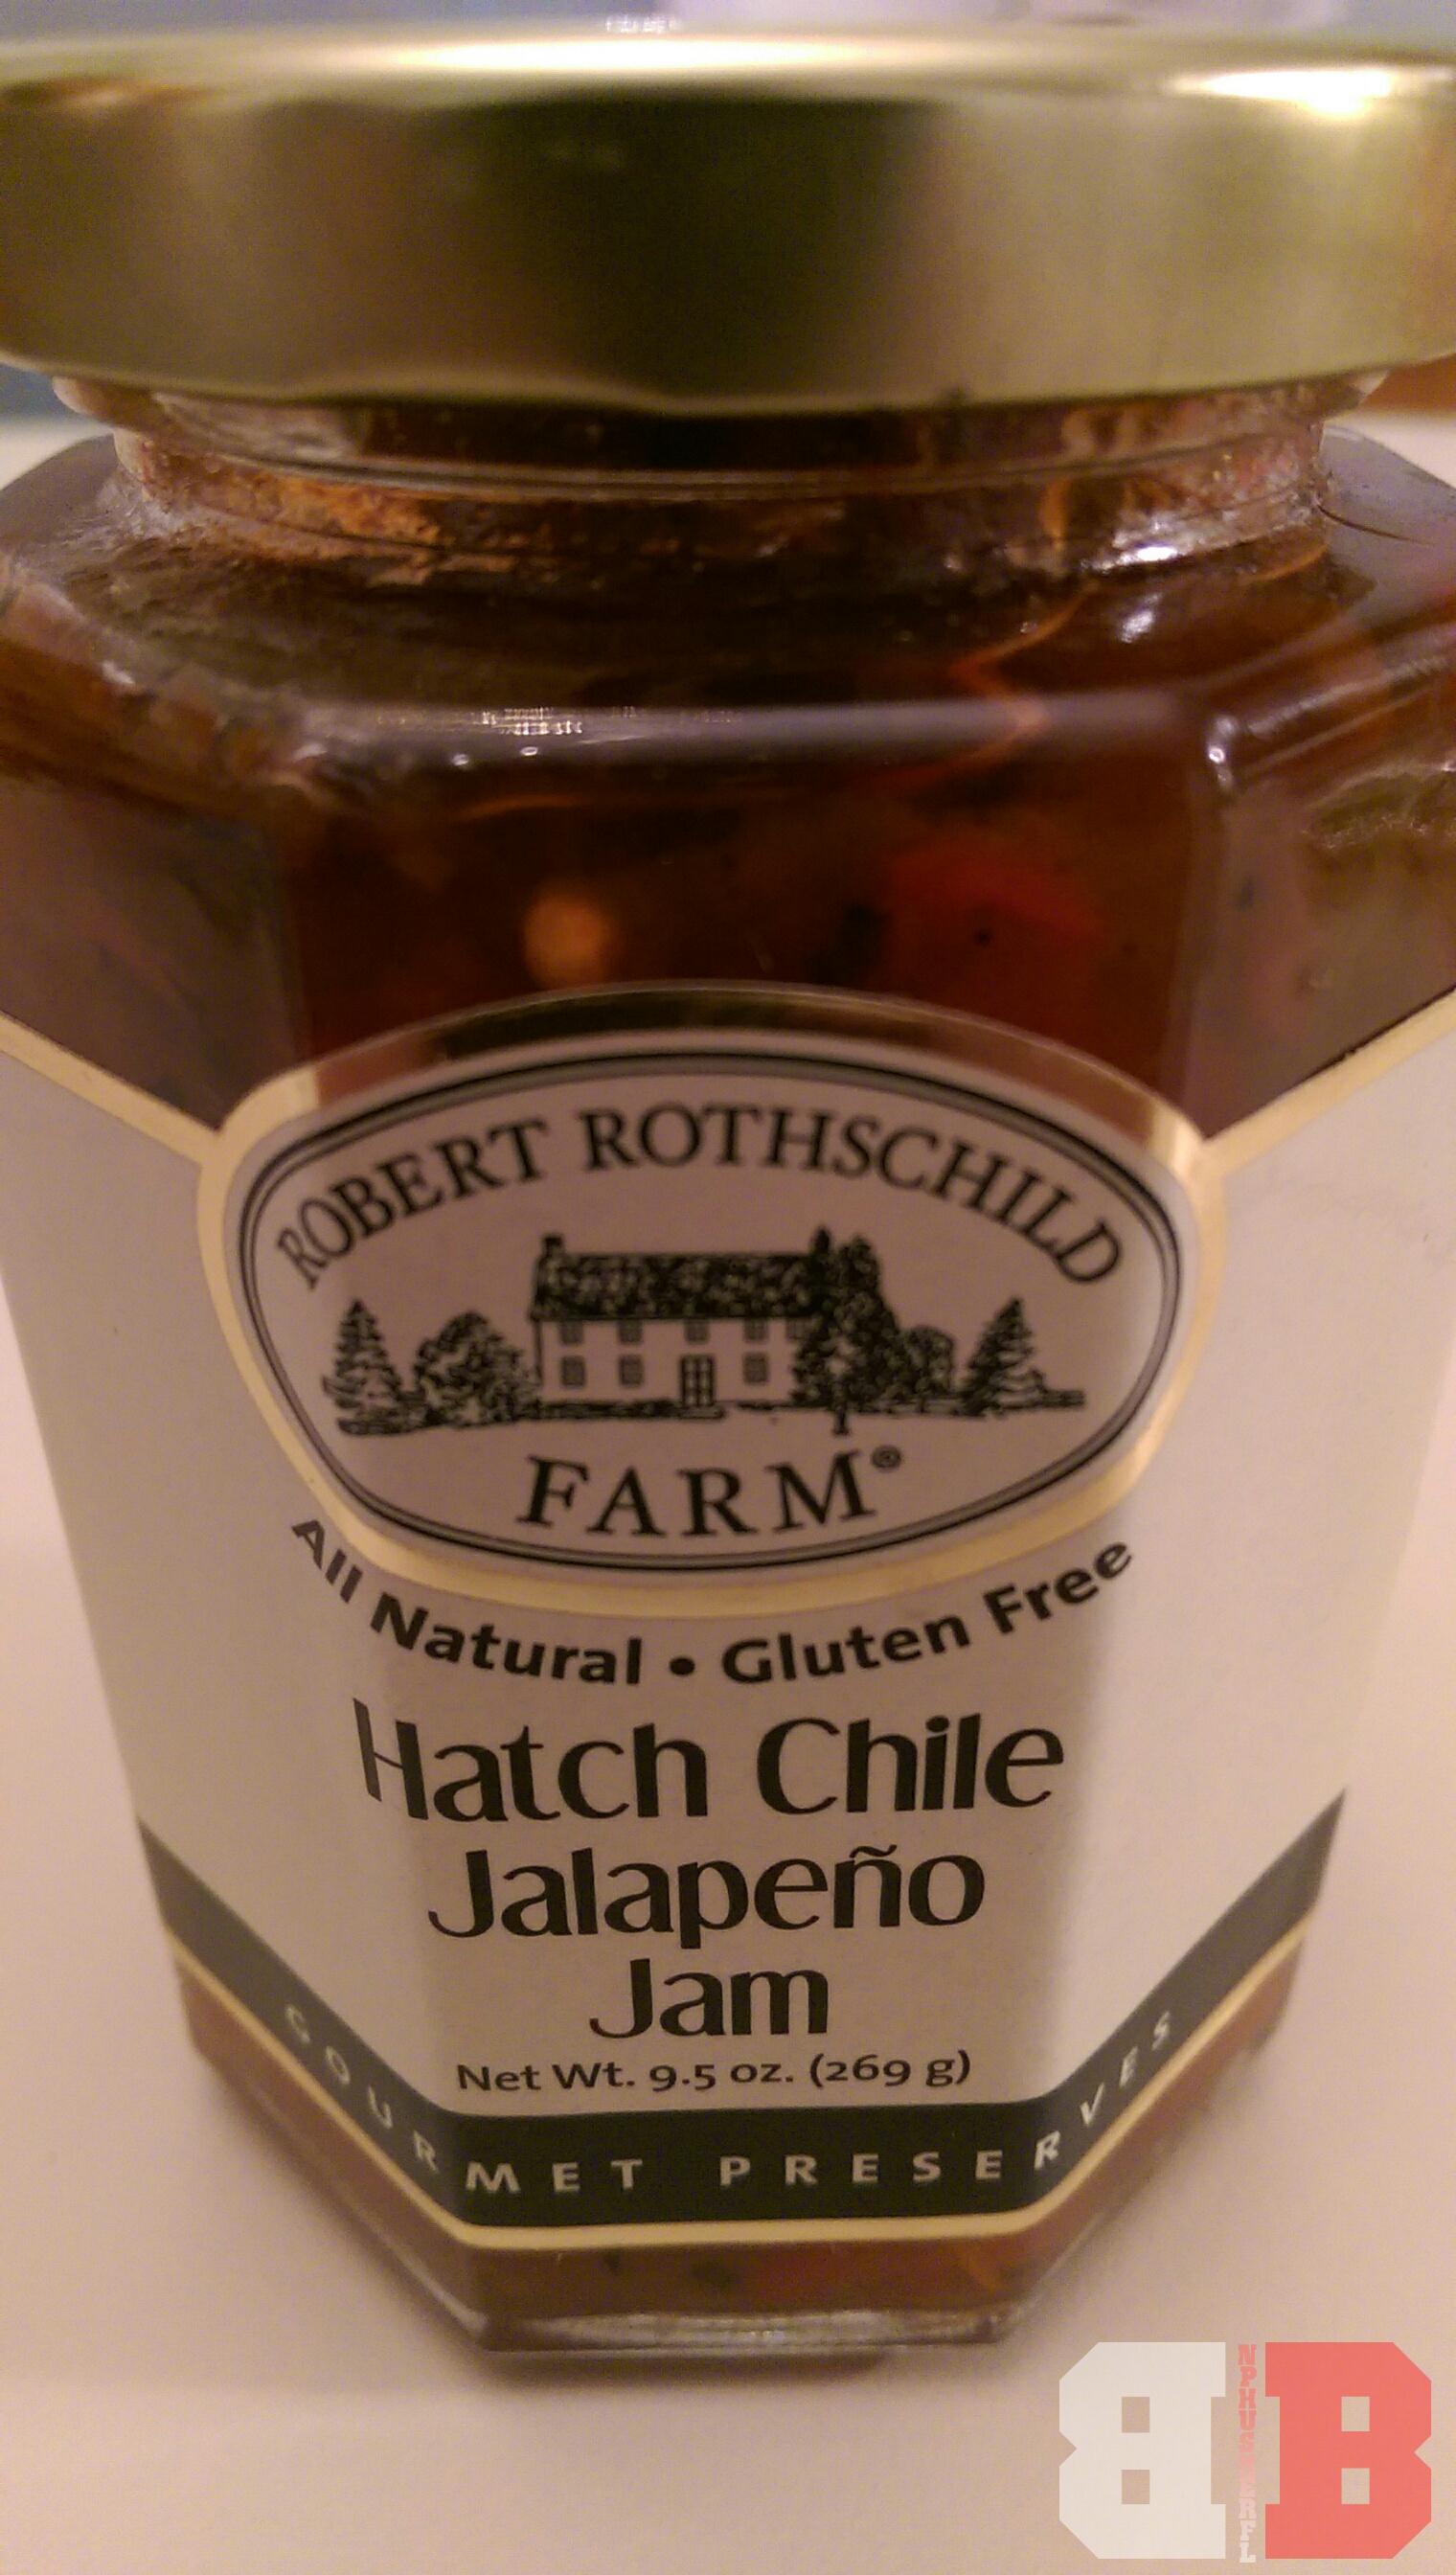 ROBERT ROTHSCHILD
FARM®
All Natural • Gluten Free
Hatch Chile
Jalapeño
Jam
Net Wt. 9.5 oz. (269 g)
GOURMET PRESERVES
B B